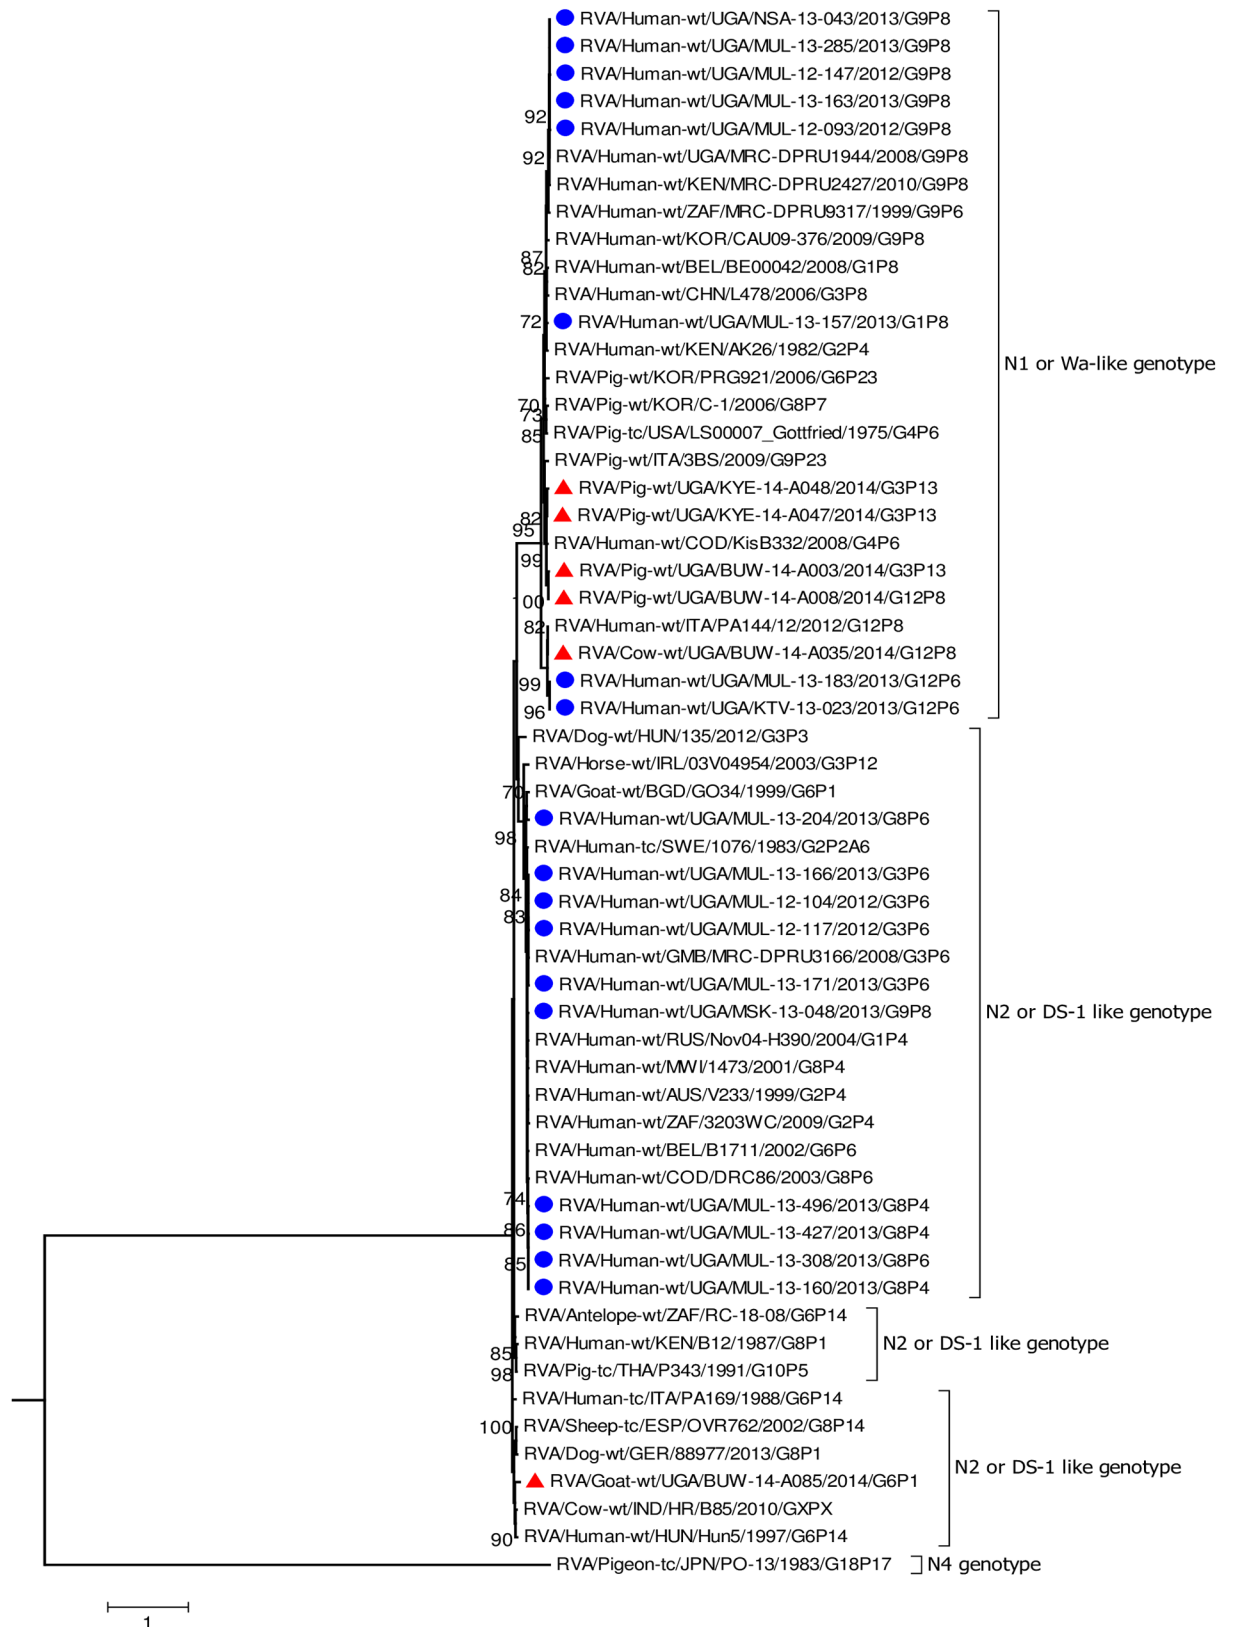 RVA/Human-wt/UGA/NSA-13-043/2013/G9P8
RVA/Human-wt/UGA/MUL-13-285/2013/G9P8
RVA/Human-wt/UGA/MUL-12-147/2012/G9P8
RVA/Human-wt/UGA/MUL-13-163/2013/G9P8
92
RVA/Human-wt/UGA/MUL-12-093/2012/G9P8
92
RVA/Human-wt/UGA/MRC-DPRU1944/2008/G9P8
RVA/Human-wt/KEN/MRC-DPRU2427/2010/G9P8
RVA/Human-wt/ZAF/MRC-DPRU9317/1999/G9P6
RVA/Human-wt/KOR/CAU09-376/2009/G9P8
87
82
RVA/Human-wt/BEL/BE00042/2008/G1P8
RVA/Human-wt/CHN/L478/2006/G3P8
72
RVA/Human-wt/UGA/MUL-13-157/2013/G1P8
RVA/Human-wt/KEN/AK26/1982/G2P4
N1 or Wa-like genotype
RVA/Pig-wt/KOR/PRG921/2006/G6P23
70
RVA/Pig-wt/KOR/C-1/2006/G8P7
73
85
RVA/Pig-tc/USA/LS00007_Gottfried/1975/G4P6
RVA/Pig-wt/ITA/3BS/2009/G9P23
RVA/Pig-wt/UGA/KYE-14-A048/2014/G3P13
82
RVA/Pig-wt/UGA/KYE-14-A047/2014/G3P13
95
RVA/Human-wt/COD/KisB332/2008/G4P6
99
RVA/Pig-wt/UGA/BUW-14-A003/2014/G3P13
100
RVA/Pig-wt/UGA/BUW-14-A008/2014/G12P8
82
RVA/Human-wt/ITA/PA144/12/2012/G12P8
RVA/Cow-wt/UGA/BUW-14-A035/2014/G12P8
99
RVA/Human-wt/UGA/MUL-13-183/2013/G12P6
96
RVA/Human-wt/UGA/KTV-13-023/2013/G12P6
RVA/Dog-wt/HUN/135/2012/G3P3
RVA/Horse-wt/IRL/03V04954/2003/G3P12
70
RVA/Goat-wt/BGD/GO34/1999/G6P1
RVA/Human-wt/UGA/MUL-13-204/2013/G8P6
98
RVA/Human-tc/SWE/1076/1983/G2P2A6
RVA/Human-wt/UGA/MUL-13-166/2013/G3P6
84
RVA/Human-wt/UGA/MUL-12-104/2012/G3P6
83
RVA/Human-wt/UGA/MUL-12-117/2012/G3P6
RVA/Human-wt/GMB/MRC-DPRU3166/2008/G3P6
RVA/Human-wt/UGA/MUL-13-171/2013/G3P6
RVA/Human-wt/UGA/MSK-13-048/2013/G9P8
N2 or DS-1 like genotype
RVA/Human-wt/RUS/Nov04-H390/2004/G1P4
RVA/Human-wt/MWI/1473/2001/G8P4
RVA/Human-wt/AUS/V233/1999/G2P4
RVA/Human-wt/ZAF/3203WC/2009/G2P4
RVA/Human-wt/BEL/B1711/2002/G6P6
RVA/Human-wt/COD/DRC86/2003/G8P6
74
RVA/Human-wt/UGA/MUL-13-496/2013/G8P4
86
RVA/Human-wt/UGA/MUL-13-427/2013/G8P4
85
RVA/Human-wt/UGA/MUL-13-308/2013/G8P6
RVA/Human-wt/UGA/MUL-13-160/2013/G8P4
RVA/Antelope-wt/ZAF/RC-18-08/G6P14
85
RVA/Human-wt/KEN/B12/1987/G8P1
N2 or DS-1 like genotype
98
RVA/Pig-tc/THA/P343/1991/G10P5
RVA/Human-tc/ITA/PA169/1988/G6P14
100
RVA/Sheep-tc/ESP/OVR762/2002/G8P14
RVA/Dog-wt/GER/88977/2013/G8P1
N2 or DS-1 like genotype
RVA/Goat-wt/UGA/BUW-14-A085/2014/G6P1
RVA/Cow-wt/IND/HR/B85/2010/GXPX
90
RVA/Human-wt/HUN/Hun5/1997/G6P14
RVA/Pigeon-tc/JPN/PO-13/1983/G18P17
N4 genotype
1